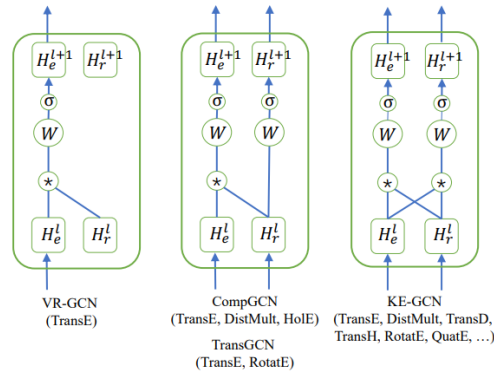 H_e^{l+1} H_r^{l+1}
σ
W
*
H_e^l H_r^l
VR-GCN
(TransE)
H_e^{l+1} H_r^{l+1}
σ σ
W W
*
H_e^l H_r^l
CompGCN
(TransE, DistMult, HolE)
TransGCN
(TransE, RotatE)
H_e^{l+1} H_r^{l+1}
σ σ
W W
* *
H_e^l H_r^l
KE-GCN
(TransE, DistMult, TransD,
TransH, RotatE, QuatE, …)